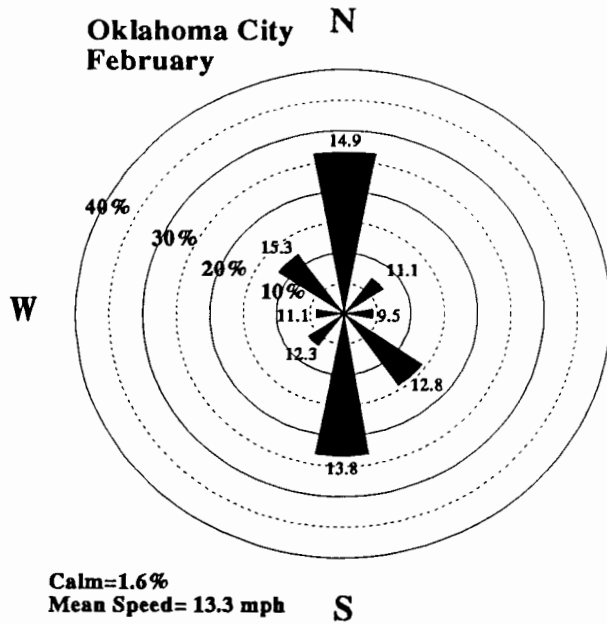 Oklahoma City
February
N
14.9
40%
30%
15.3
20%
11.1
10%
W
11.1
9.5
12.3
12.8
13.8
Calm=1.6%
Mean Speed= 13.3 mph
S